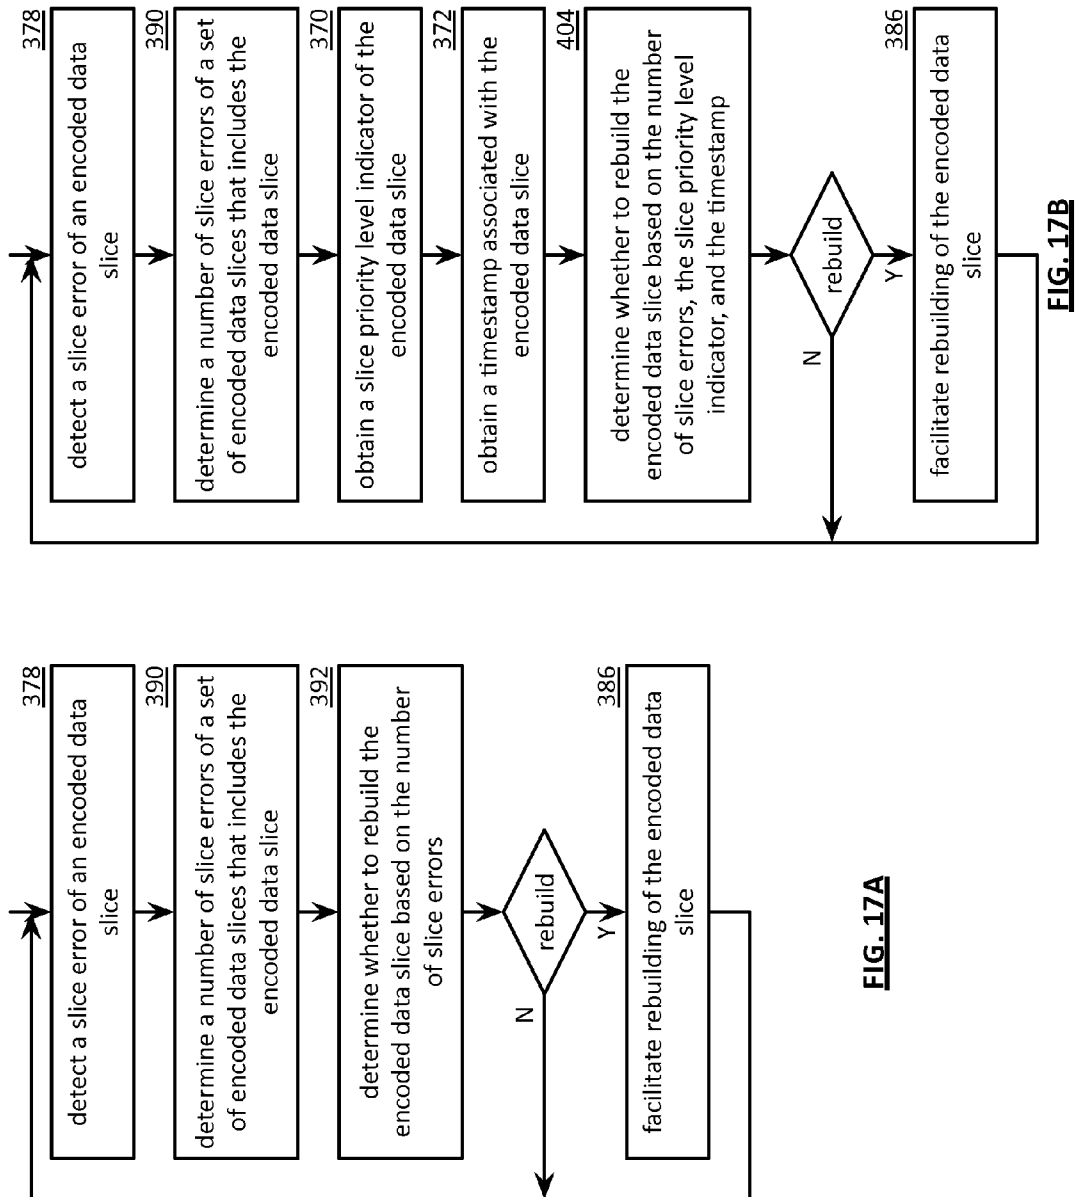 378
detect a slice error of an encoded data
slice
390
determine a number of slice errors of a set
of encoded data slices that includes the
encoded data slice
392
determine whether to rebuild the
encoded data slice based on the number
of slice errors
rebuild
N
Y
386
facilitate rebuilding of the encoded data
slice
FIG. 17A
378
detect a slice error of an encoded data
slice
390
determine a number of slice errors of a set
of encoded data slices that includes the
encoded data slice
370
obtain a slice priority level indicator of the
encoded data slice
372
obtain a timestamp associated with the
encoded data slice
404
determine whether to rebuild the
encoded data slice based on the number
of slice errors, the slice priority level
indicator, and the timestamp
rebuild
N
Y
386
facilitate rebuilding of the encoded data
slice
FIG. 17B